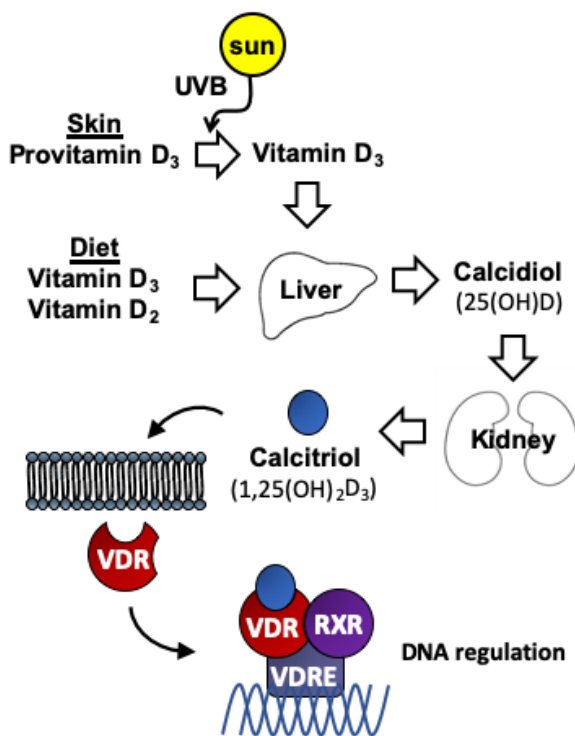 sun
UVB
Skin
Provitamin D₃
Vitamin D₃
Diet
Vitamin D₃
Vitamin D₂
Liver
Calcidiol
(25(OH)D)
Kidney
Calcitriol
(1,25(OH)₂D₃)
VDR
VDR
RXR
VDRE
DNA regulation